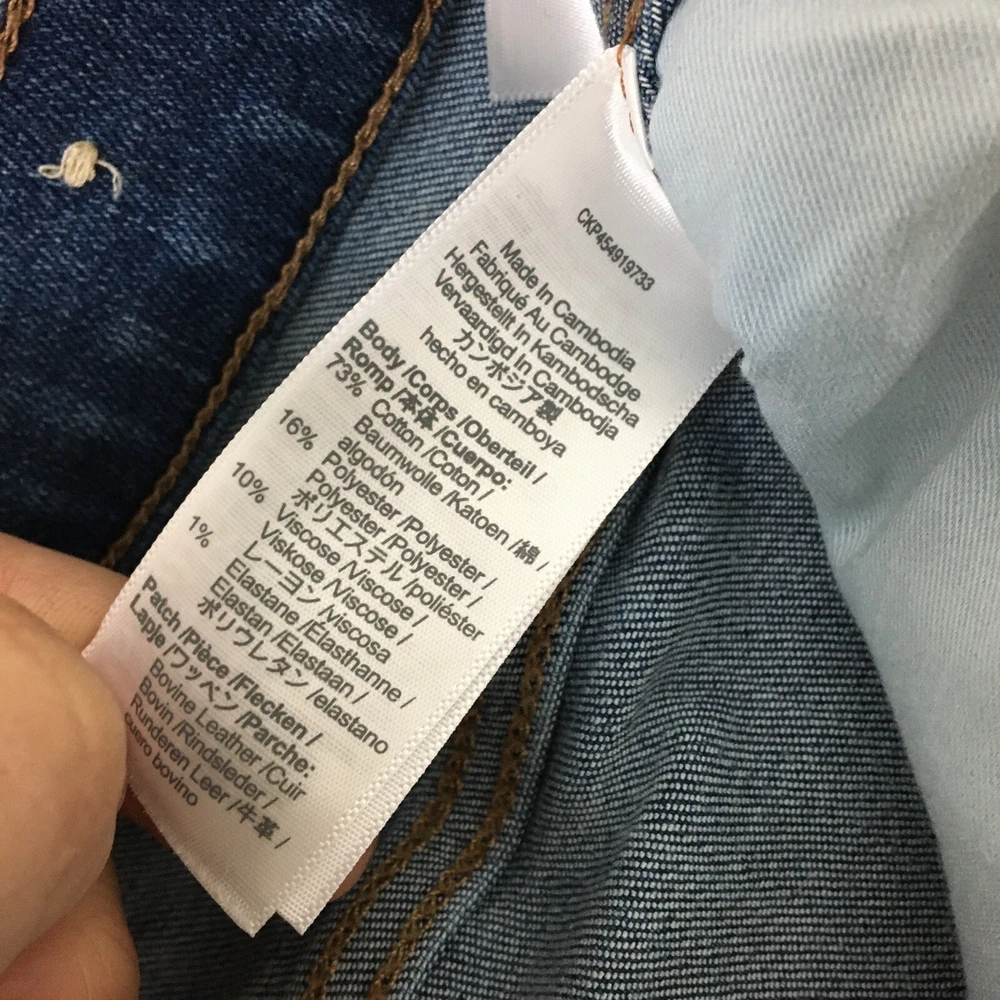 CKP454919733
Made In Cambodia
Fabriqué Au Cambodge
Hergestellt In Kambodscha
Vervaardigd In Cambodja
カンボジア製
hecho en camboya
Body /Corps /Oberteil /
Romp /本体 /Cuerpo:
73% Cotton /Coton /
Baumwolle /Katoen /綿 /
algodón
16% Polyester /Polyester /
Polyester /Polyester /
ポリエステル /poliéster
10% Viscose /Viscose /
Viskose /Viscose /
レーヨン /viscosa
1% Elastane /Elasthanne /
Elastan /Elastaan /
ポリウレタン /elastano
Patch /Pièce /Flecken /
Lapje /ワッペン /Parche:
Bovine Leather /Cuir
Bovin /Rindsleder /
Runderen Leer /牛革 /
cuero bovino